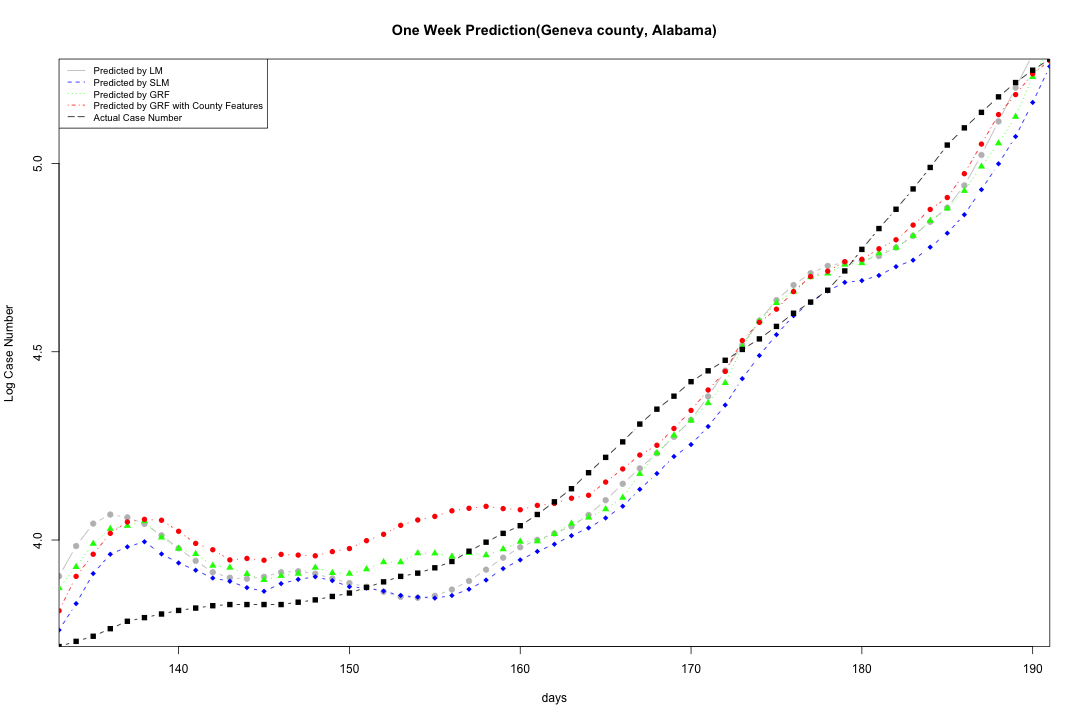 One Week Prediction(Geneva county, Alabama)
Predicted by LM
Predicted by SLM
Predicted by GRF
Predicted by GRF with County Features
Actual Case Number
Log Case Number
5.0
4.5
4.0
140 150 160 170 180 190
days